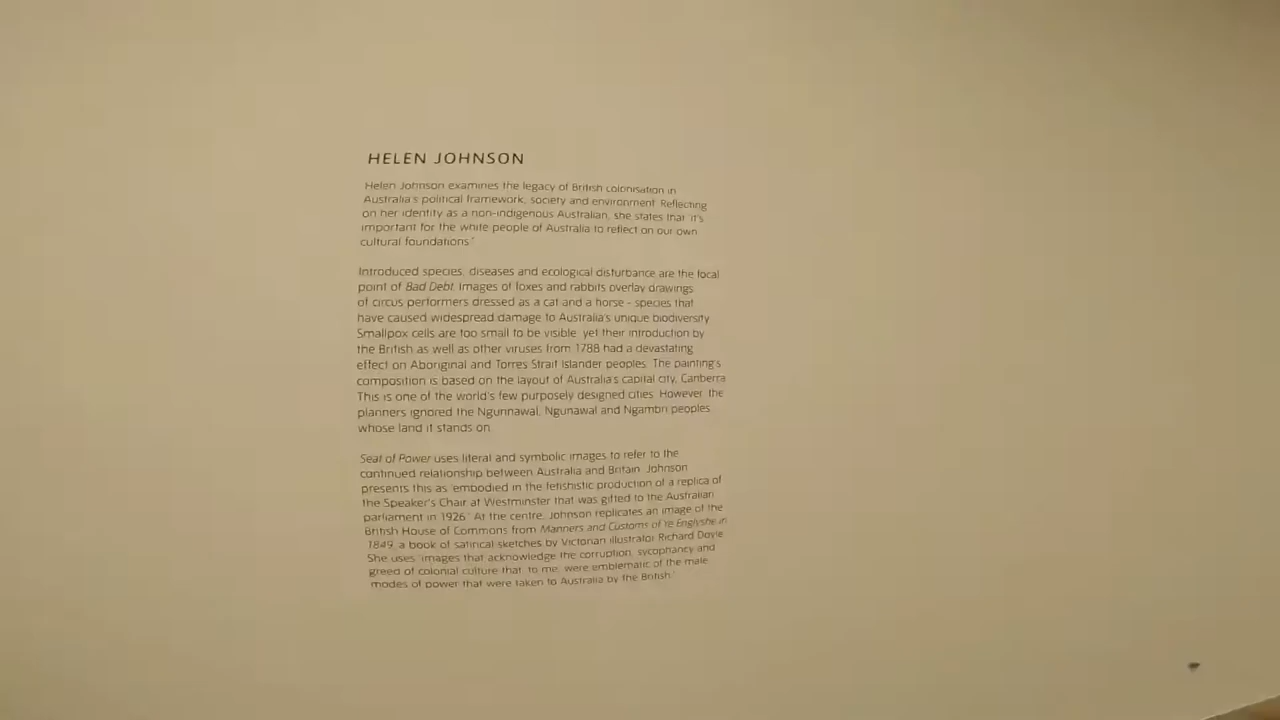 HELEN JOHNSON
Helen Johnson examines the legacy of British colonisation in
Australia's political framework, society and environment. Reflecting
on her identity as a non-indigenous Australian, she states that 'it's
important for the white people of Australia to reflect on our own
cultural foundations.'
Introduced species, diseases and ecological disturbance are the focal
point of Bad Debt. Images of foxes and rabbits overlay drawings
of circus performers dressed as a cat and a horse - species that
have caused widespread damage to Australia's unique biodiversity.
Smallpox cells are too small to be visible, yet their introduction by
the British as well as other viruses from 1788 had a devastating
effect on Aboriginal and Torres Strait Islander peoples. The painting's
composition is based on the layout of Australia's capital city, Canberra.
This is one of the world's few purposely designed cities. However, the
planners ignored the Ngunnawal, Ngunawal and Ngambri peoples
whose land it stands on.
Seat of Power uses literal and symbolic images to refer to the
continued relationship between Australia and Britain. Johnson
presents this as 'embodied in the fetishistic production of a replica of
the Speaker's Chair at Westminster that was gifted to the Australian
parliament in 1926.' At the centre, Johnson replicates an image of the
British House of Commons from Manners and Customs of Ye Englyshe in
1849, a book of satirical sketches by Victorian illustrator Richard Doyle.
She uses 'images that acknowledge the corruption, sycophancy and
greed of colonial culture that, to me, were emblematic of the male
modes of power that were taken to Australia by the British.'